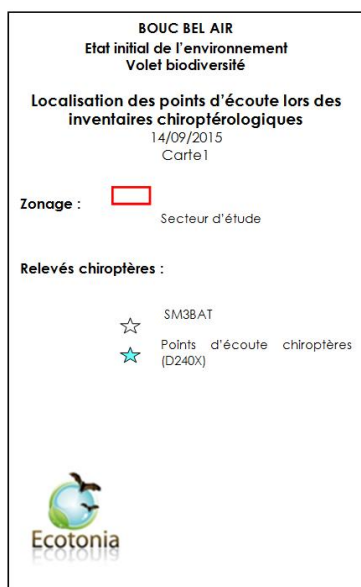 BOUC BEL AIR
Etat initial de l'environnement
Volet biodiversité
Localisation des points d'écoute lors des
inventaires chiroptérologiques
14/09/2015
Carte1
Zonage :
Secteur d'étude
Relevés chiroptères :
SM3BAT
Points d'écoute chiroptères
(D240X)
Ecotonia